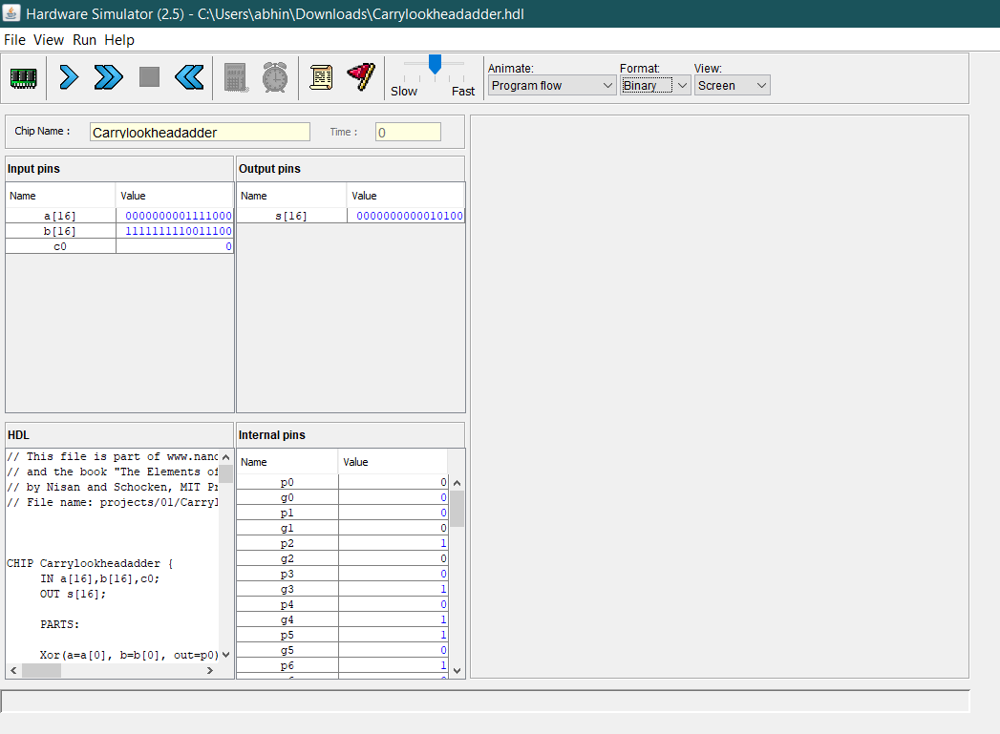 Hardware Simulator (2.5) - C:\Users\abhin\Downloads\Carrylookheadadder.hdl
File View Run Help
Slow Fast
Animate: Format: View:
Program flow Binary Screen
Chip Name : Carrylookheadadder Time : 0
Input pins
Name Value
a[16] 0000000001111000
b[16] 1111111110011100
c0 0
Output pins
Name Value
s[16] 0000000000010100
HDL
// This file is part of www.nand
// and the book "The Elements of
// by Nisan and Schocken, MIT Pr
// File name: projects/01/Carryl
CHIP Carrylookheadadder {
IN a[16],b[16],c0;
OUT s[16];
PARTS:
Xor(a=a[0], b=b[0], out=p0)
Internal pins
Name Value
p0 0
g0 0
p1 0
g1 0
p2 1
g2 0
p3 0
g3 1
p4 0
g4 1
p5 1
g5 0
p6 1